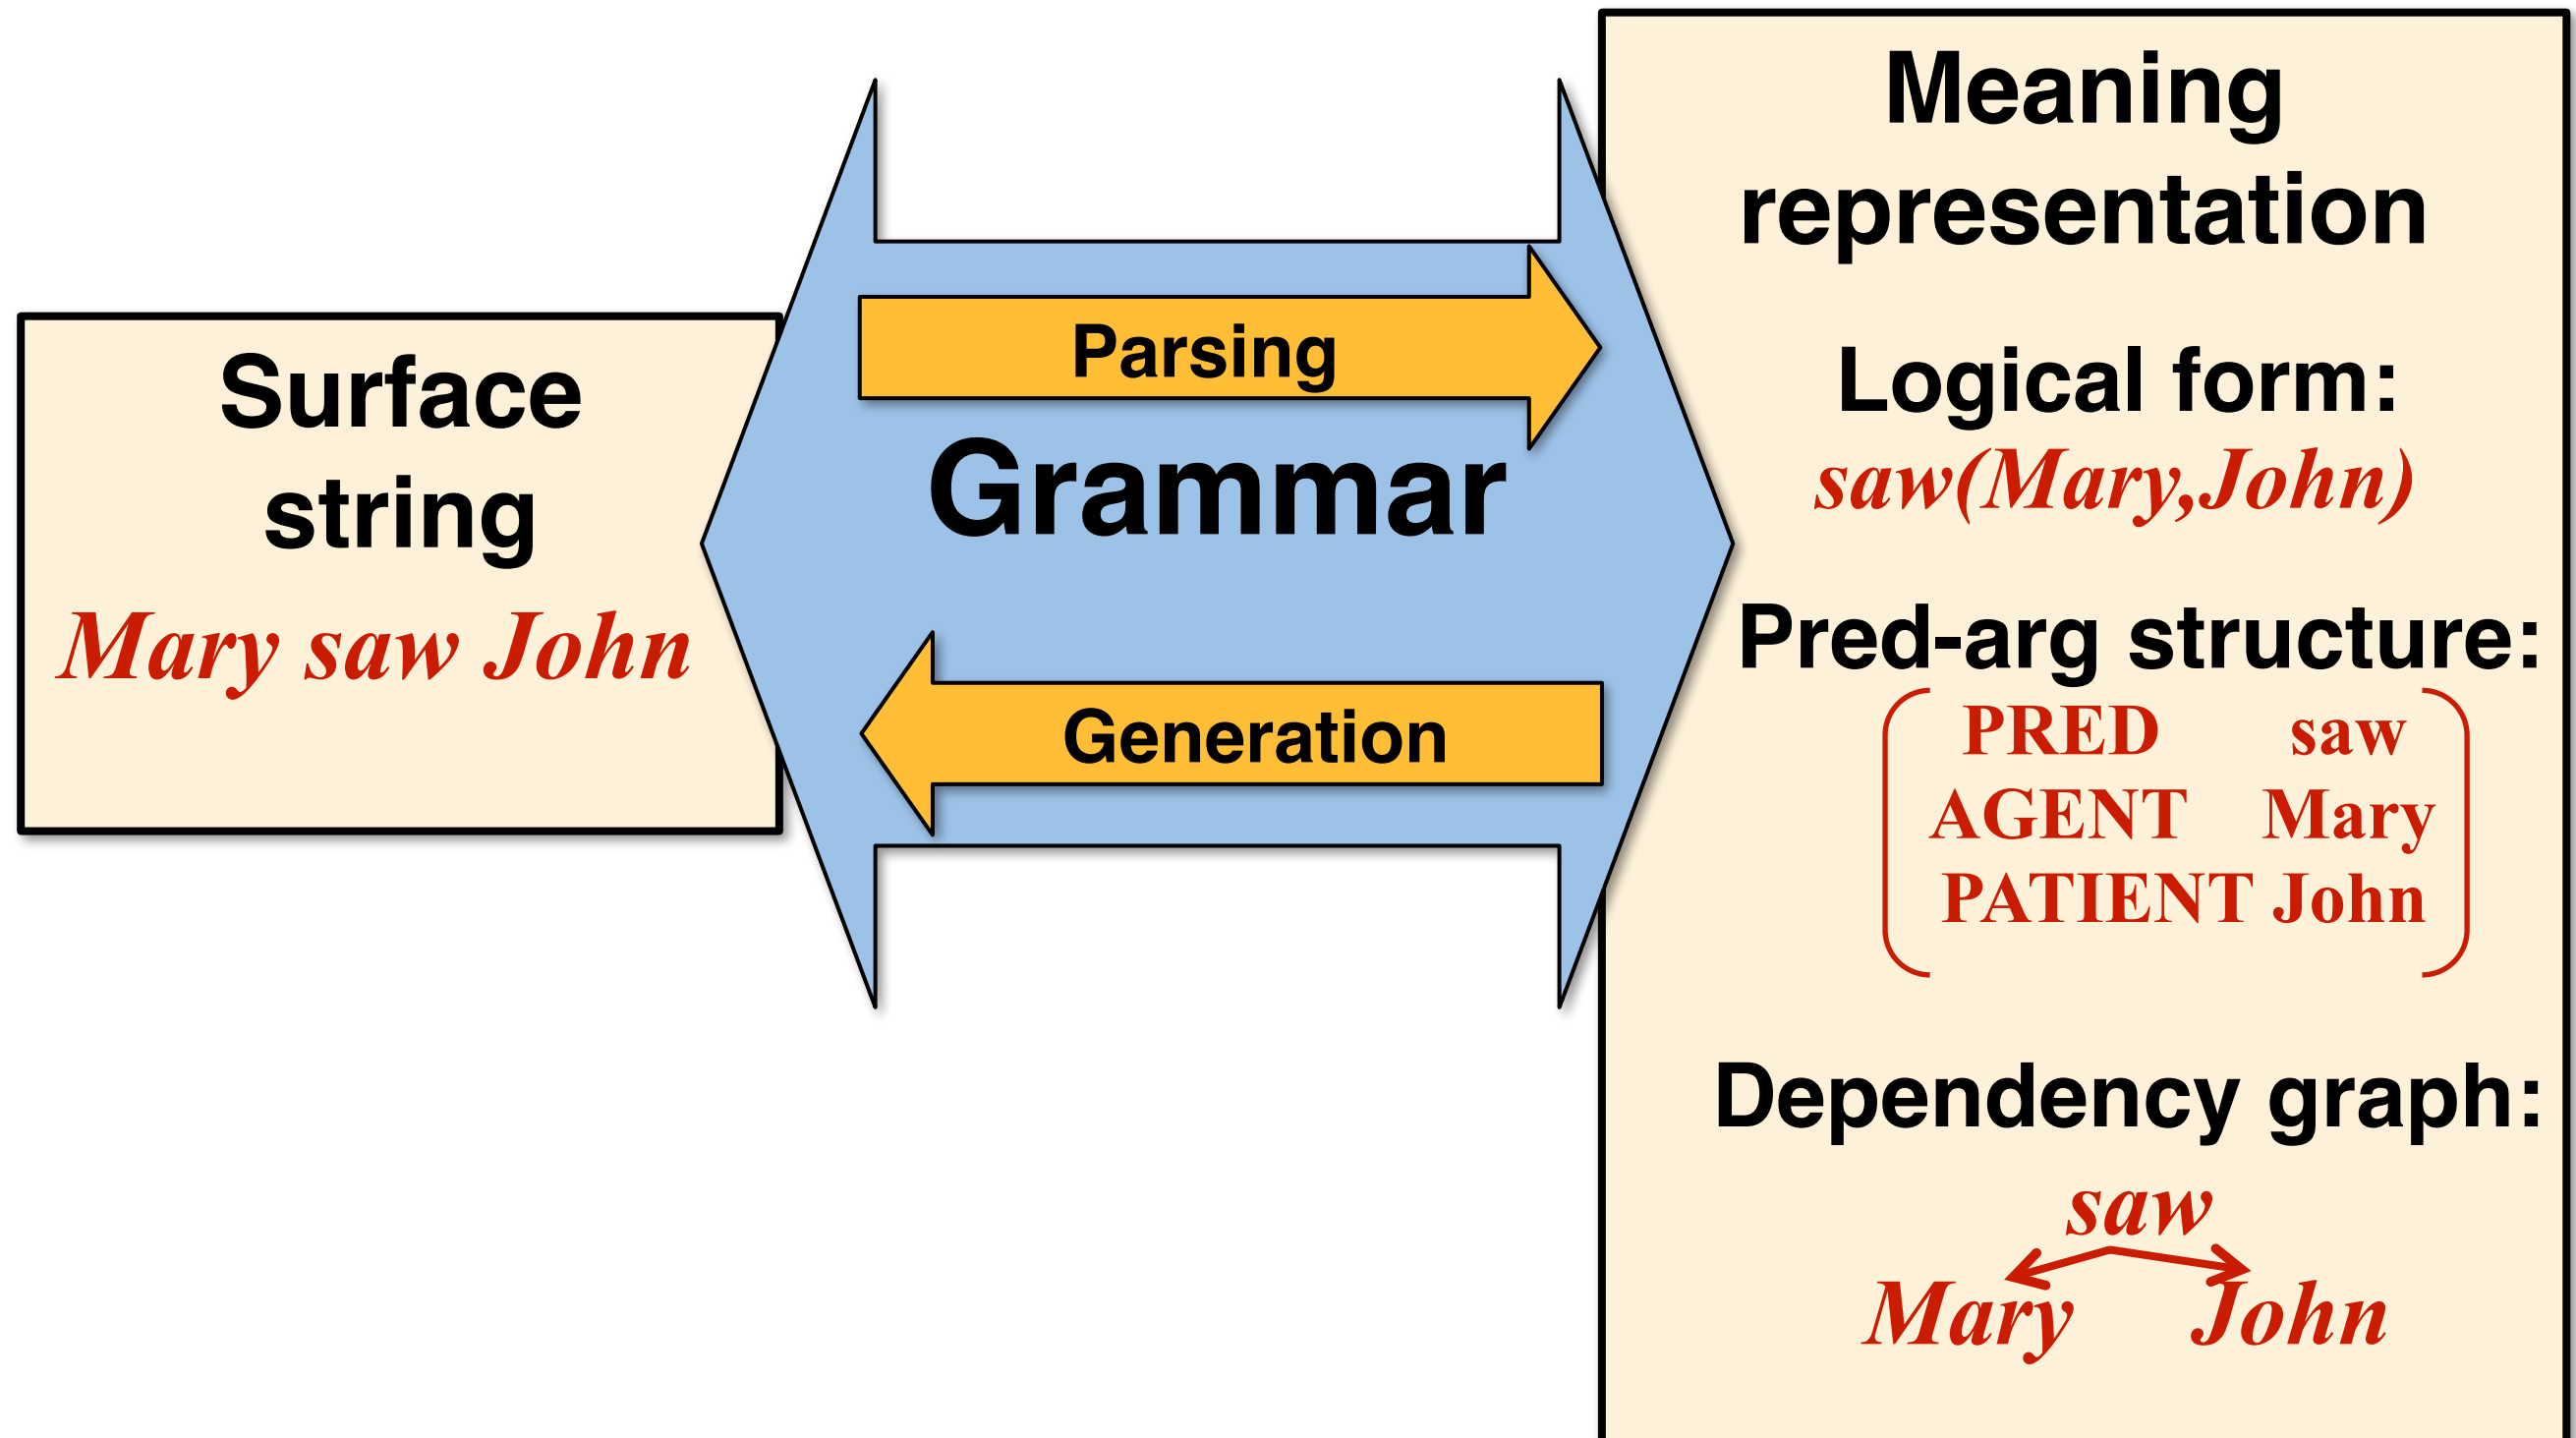 Surface
string
Mary saw John
Parsing
Grammar
Generation
Meaning
representation
Logical form:
saw(Mary,John)
Pred-arg structure:
PRED saw
AGENT Mary
PATIENT John
Dependency graph:
saw
Mary John